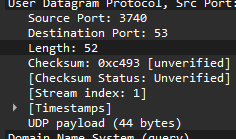 User Datagram Protocol, Src Port:
Source Port: 3740
Destination Port: 53
Length: 52
Checksum: 0xc493 [unverified]
[Checksum Status: Unverified]
[Stream index: 1]
[Timestamps]
UDP payload (44 bytes)
Domain Name System (query)